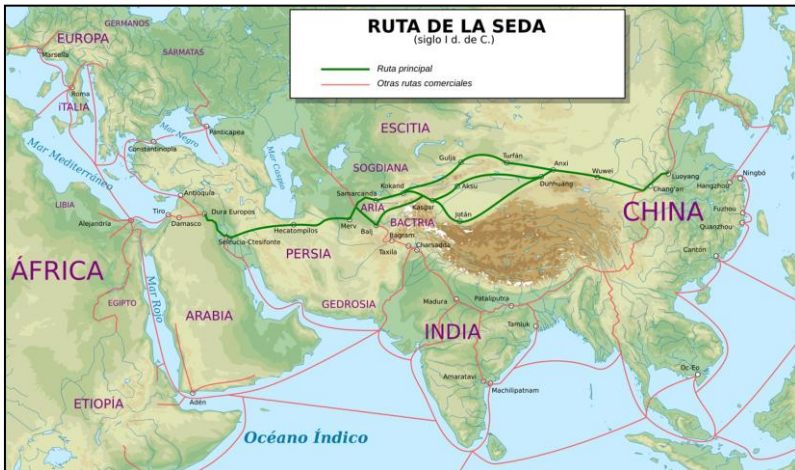 RUTA DE LA SEDA
(siglo I d. de C.)
Ruta principal
Otras rutas comerciales
GERMANOS
EUROPA
Marsella
SÁRMATAS
Roma
ITALIA
Mar Negro
Panticápea
Constantinopla
Mar Mediterráneo
Mar Caspio
ESCITIA
SOGDIANA
Gulja
Turfán
Anxi
Wuwei
Luoyang
Chang'an
Ningbó
Hangzhou
Antioquía
Samarcanda
Kokand
Aksu
Dunhuang
LIBIA
Tiro
Dura Europos
ARIA
Kasgar
Jotán
CHINA
Fuzhou
Quanzhou
Alejandría
Damasco
Seleucia-Ctesifonte
Hecatompilos
Merv
Balj
BACTRIA
Bagram
Charsadda
Taxila
Cantón
PERSIA
ÁFRICA
EGIPTO
Mar Rojo
ARABIA
GEDROSIA
Madura
Pataliputra
INDIA
Tamluk
Amaravati
Machilipatnam
Oc-Eo
ETIOPÍA
Adén
Océano Índico